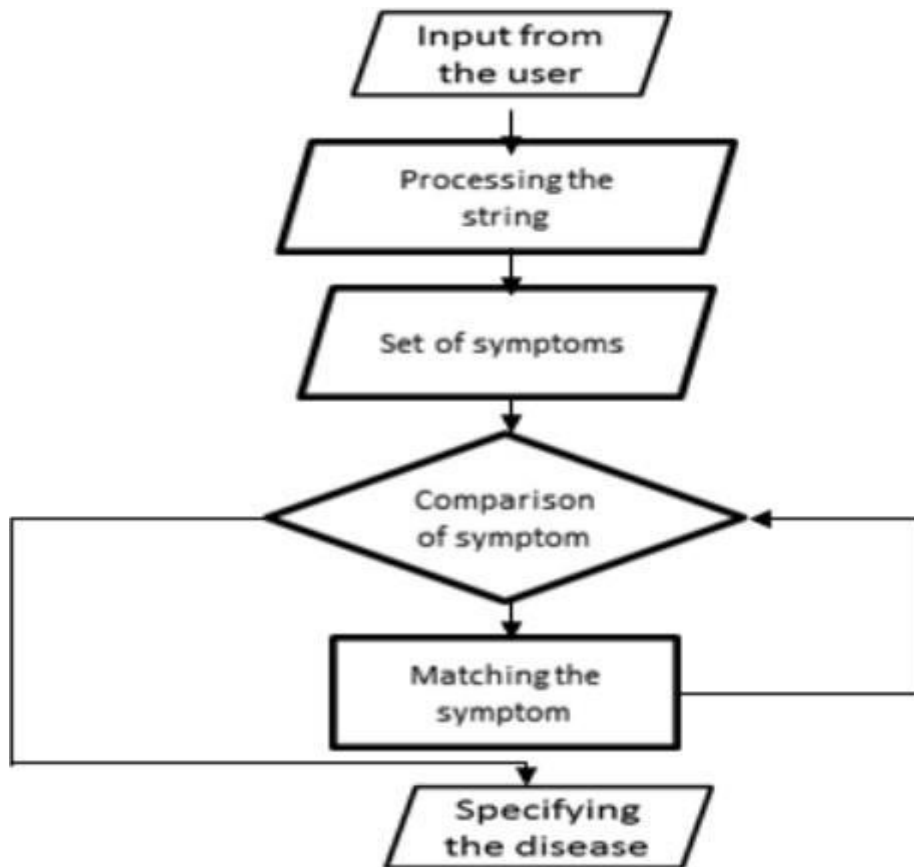 Input from
the user
Processing the
string
Set of symptoms
Comparison
of symptom
Matching the
symptom
Specifying
the disease